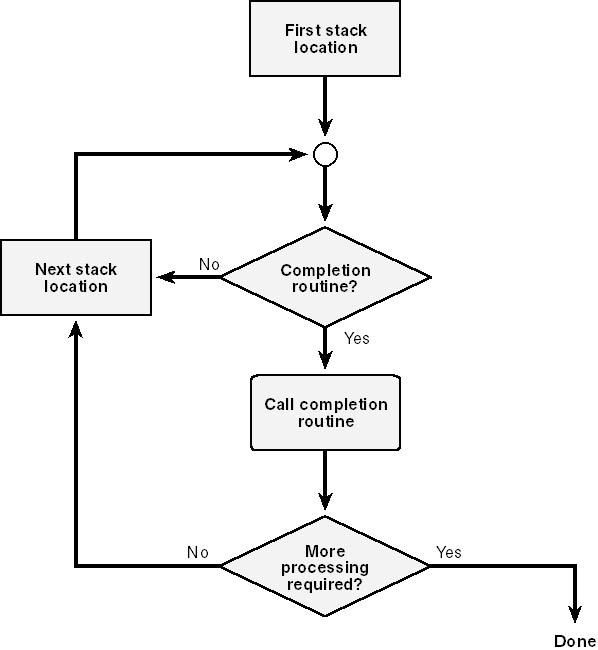 First stack
location
No
Completion
routine?
Next stack
location
Yes
Call completion
routine
No
More
processing
required?
Yes
Done